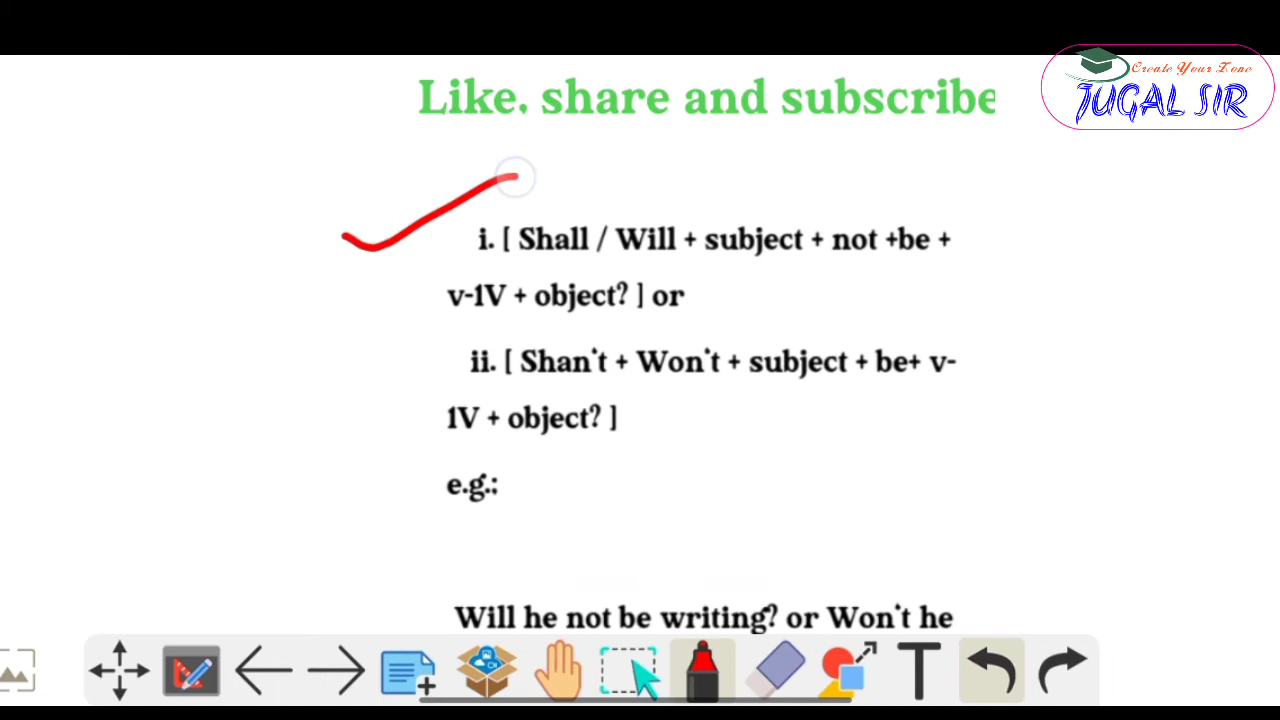 Create Your Zone
JUGAL SIR
Like, share and subscribe
i. [ Shall / Will + subject + not +be +
v-1V + object? ] or
ii. [ Shan't + Won't + subject + be+ v-
1V + object? ]
e.g.;
Will he not be writing? or Won't he
T